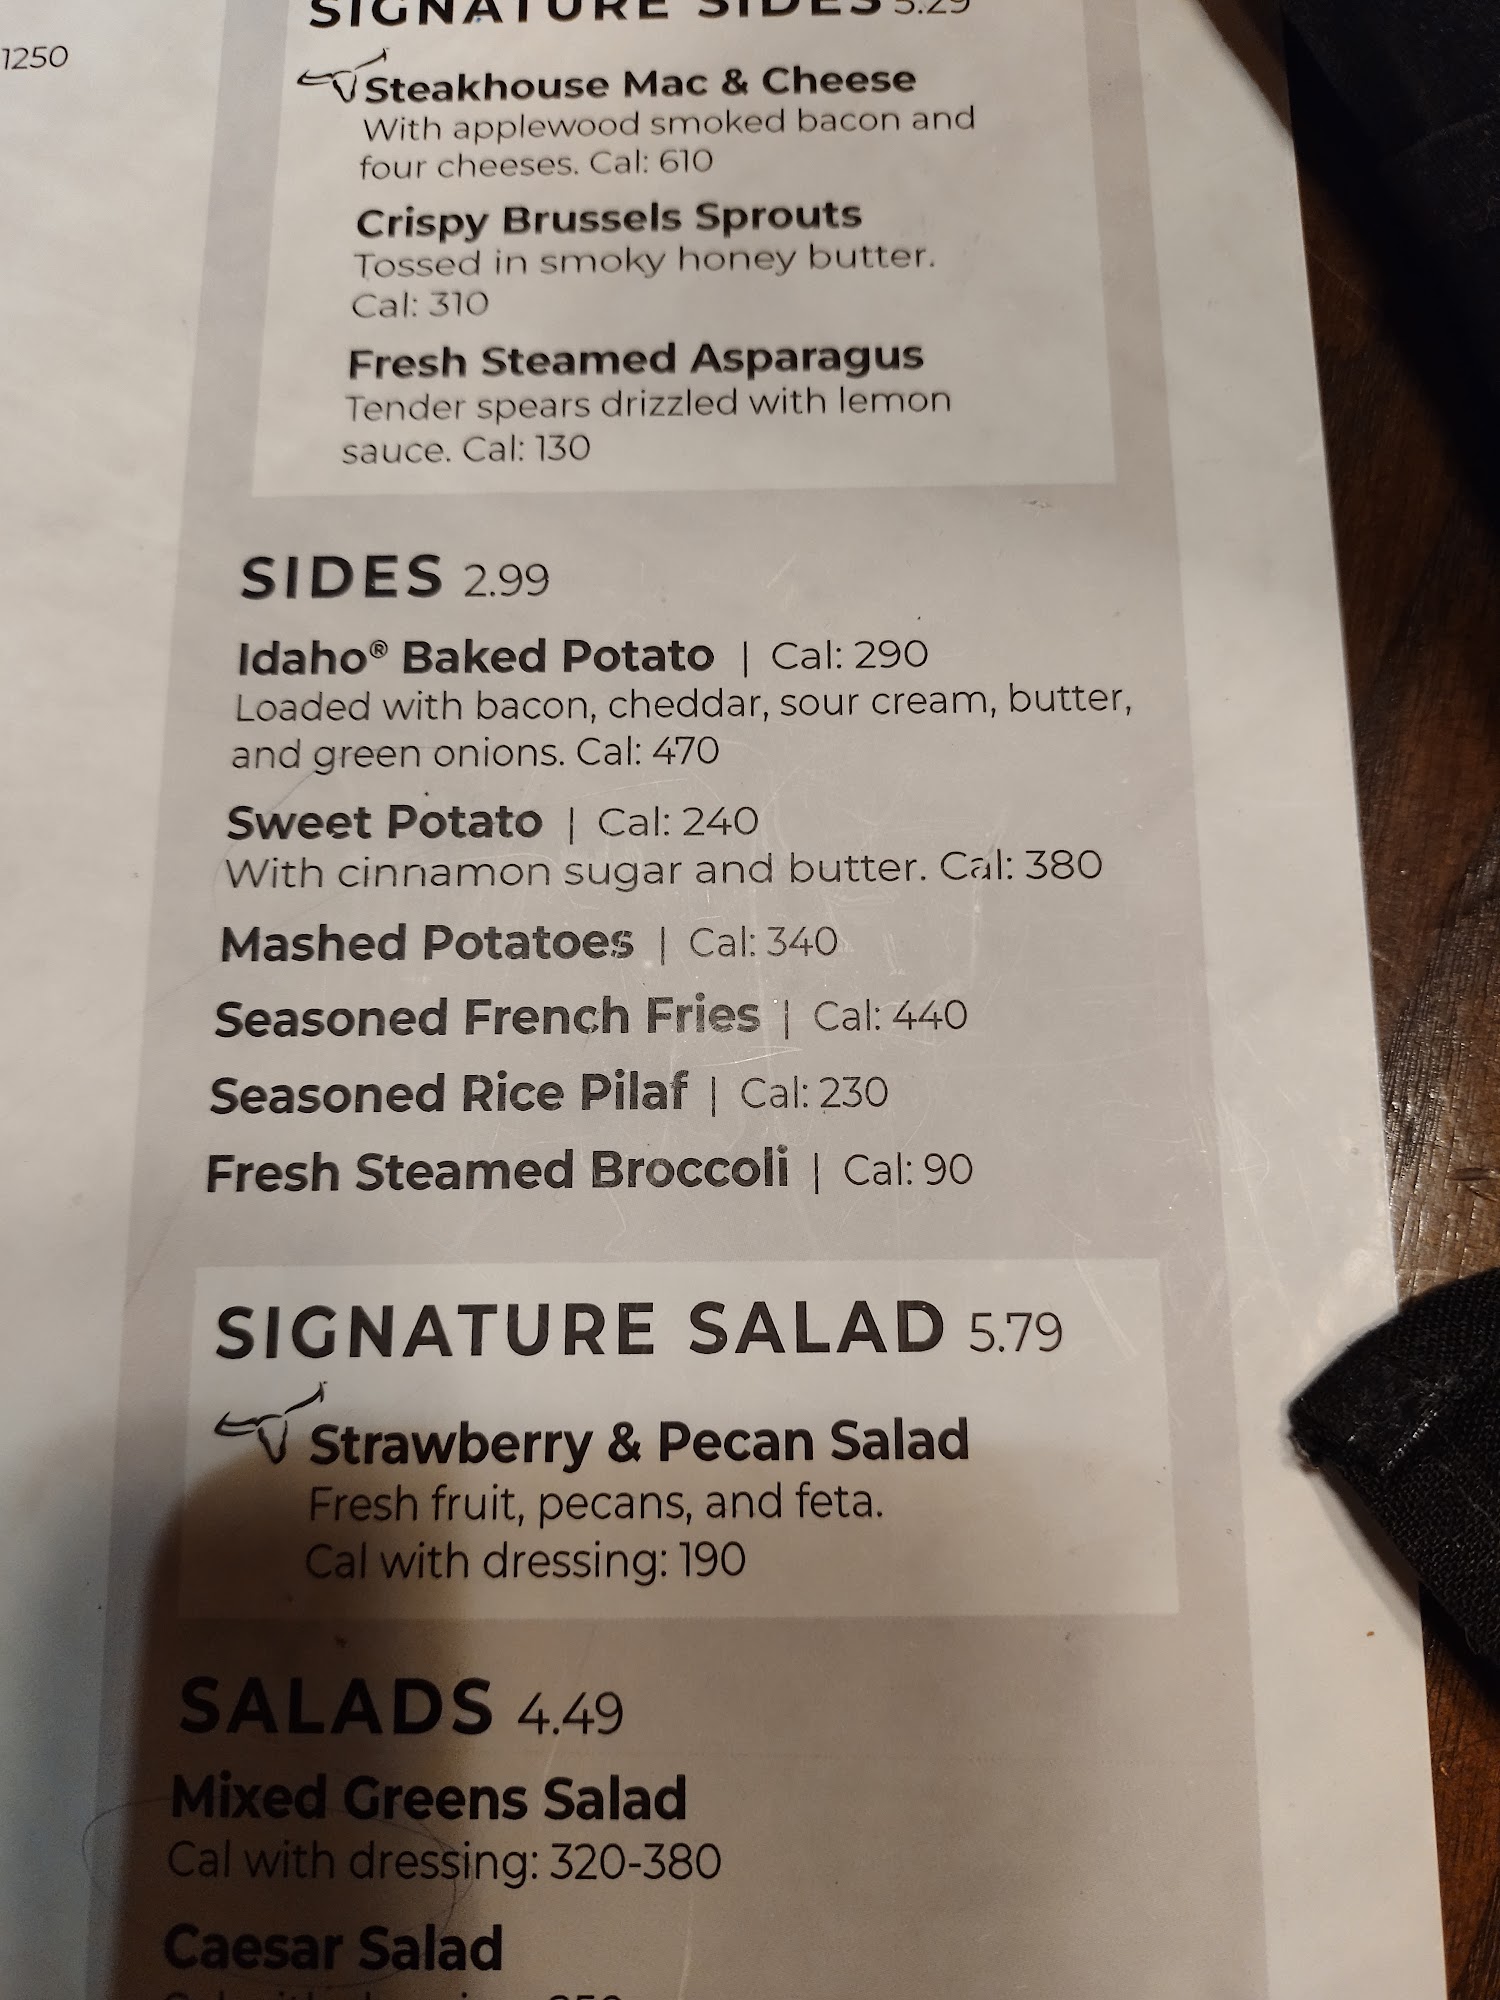 1250
SIGNATURE SIDES 5.29
Steakhouse Mac & Cheese
With applewood smoked bacon and
four cheeses. Cal: 610
Crispy Brussels Sprouts
Tossed in smoky honey butter.
Cal: 310
Fresh Steamed Asparagus
Tender spears drizzled with lemon
sauce. Cal: 130
SIDES 2.99
Idaho® Baked Potato | Cal: 290
Loaded with bacon, cheddar, sour cream, butter,
and green onions. Cal: 470
Sweet Potato | Cal: 240
With cinnamon sugar and butter. Cal: 380
Mashed Potatoes | Cal: 340
Seasoned French Fries | Cal: 440
Seasoned Rice Pilaf | Cal: 230
Fresh Steamed Broccoli | Cal: 90
SIGNATURE SALAD 5.79
Strawberry & Pecan Salad
Fresh fruit, pecans, and feta.
Cal with dressing: 190
SALADS 4.49
Mixed Greens Salad
Cal with dressing: 320-380
Caesar Salad